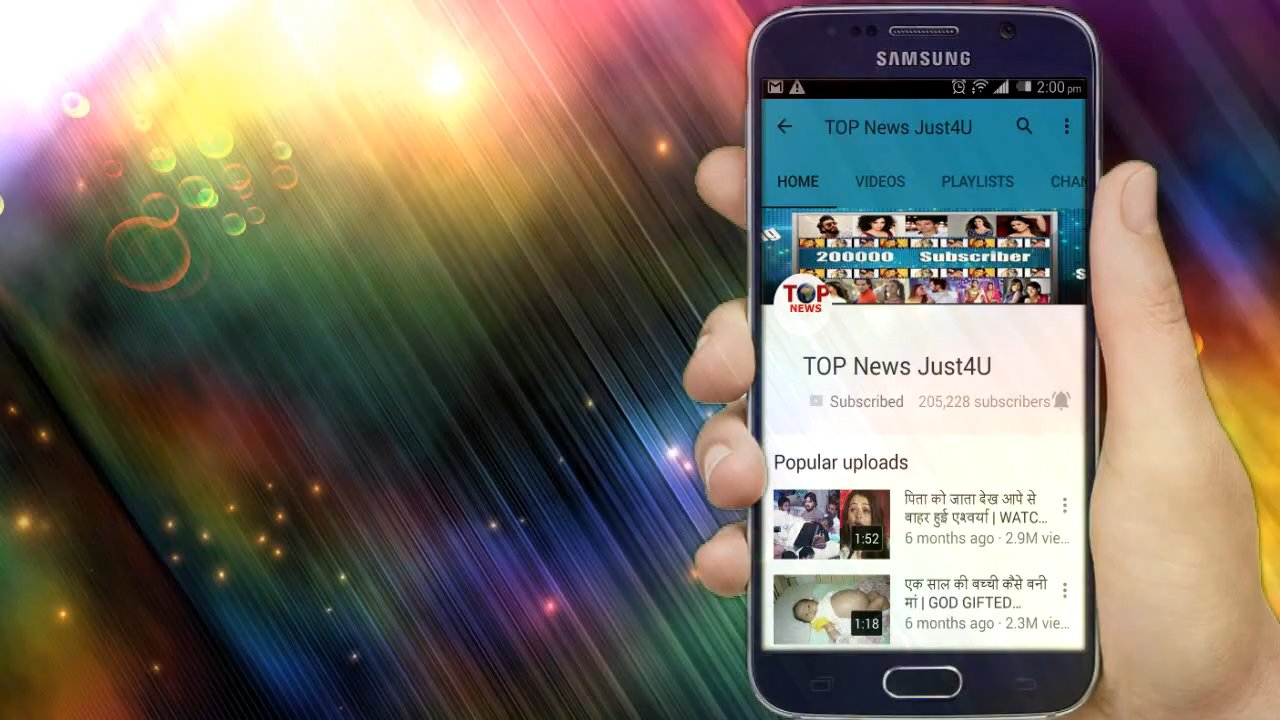 SAMSUNG
2:00 pm
TOP News Just4U
HOME VIDEOS PLAYLISTS CHAN
200000 Subscriber
S
TOP
NEWS
TOP News Just4U
Subscribed 205,228 subscribers
Popular uploads
पिता को जाता देख आपे से
बाहर हुई एश्वर्या | WATC...
6 months ago · 2.9M vie...
1:52
एक साल की बच्ची कैसे बनी
मां | GOD GIFTED...
6 months ago · 2.3M vie...
1:18